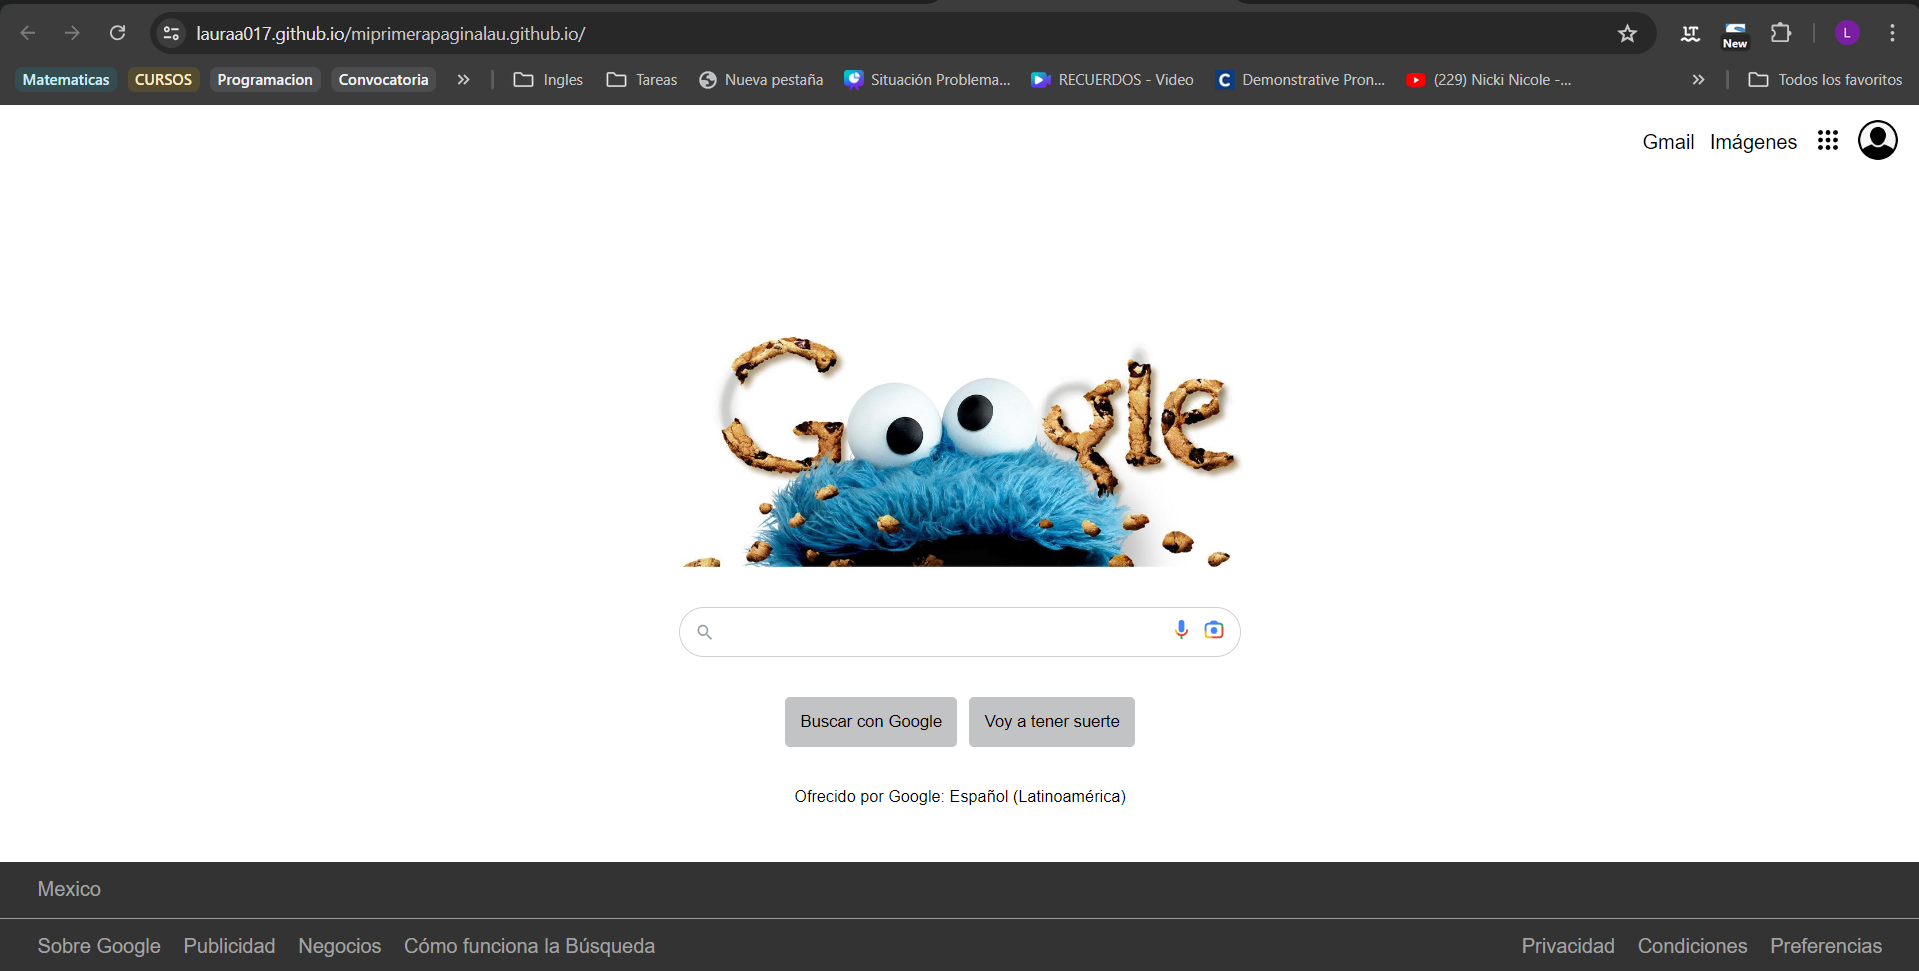 lauraa017.github.io/miprimerapaginalau.github.io/
LT
New
L
Matematicas CURSOS Programacion Convocatoria » Ingles Tareas Nueva pestaña Situación Problema... RECUERDOS - Video C Demonstrative Pron... (229) Nicki Nicole -... » Todos los favoritos
Gmail Imágenes
Google
Buscar con Google Voy a tener suerte
Ofrecido por Google: Español (Latinoamérica)
Mexico
Sobre Google Publicidad Negocios Cómo funciona la Búsqueda Privacidad Condiciones Preferencias